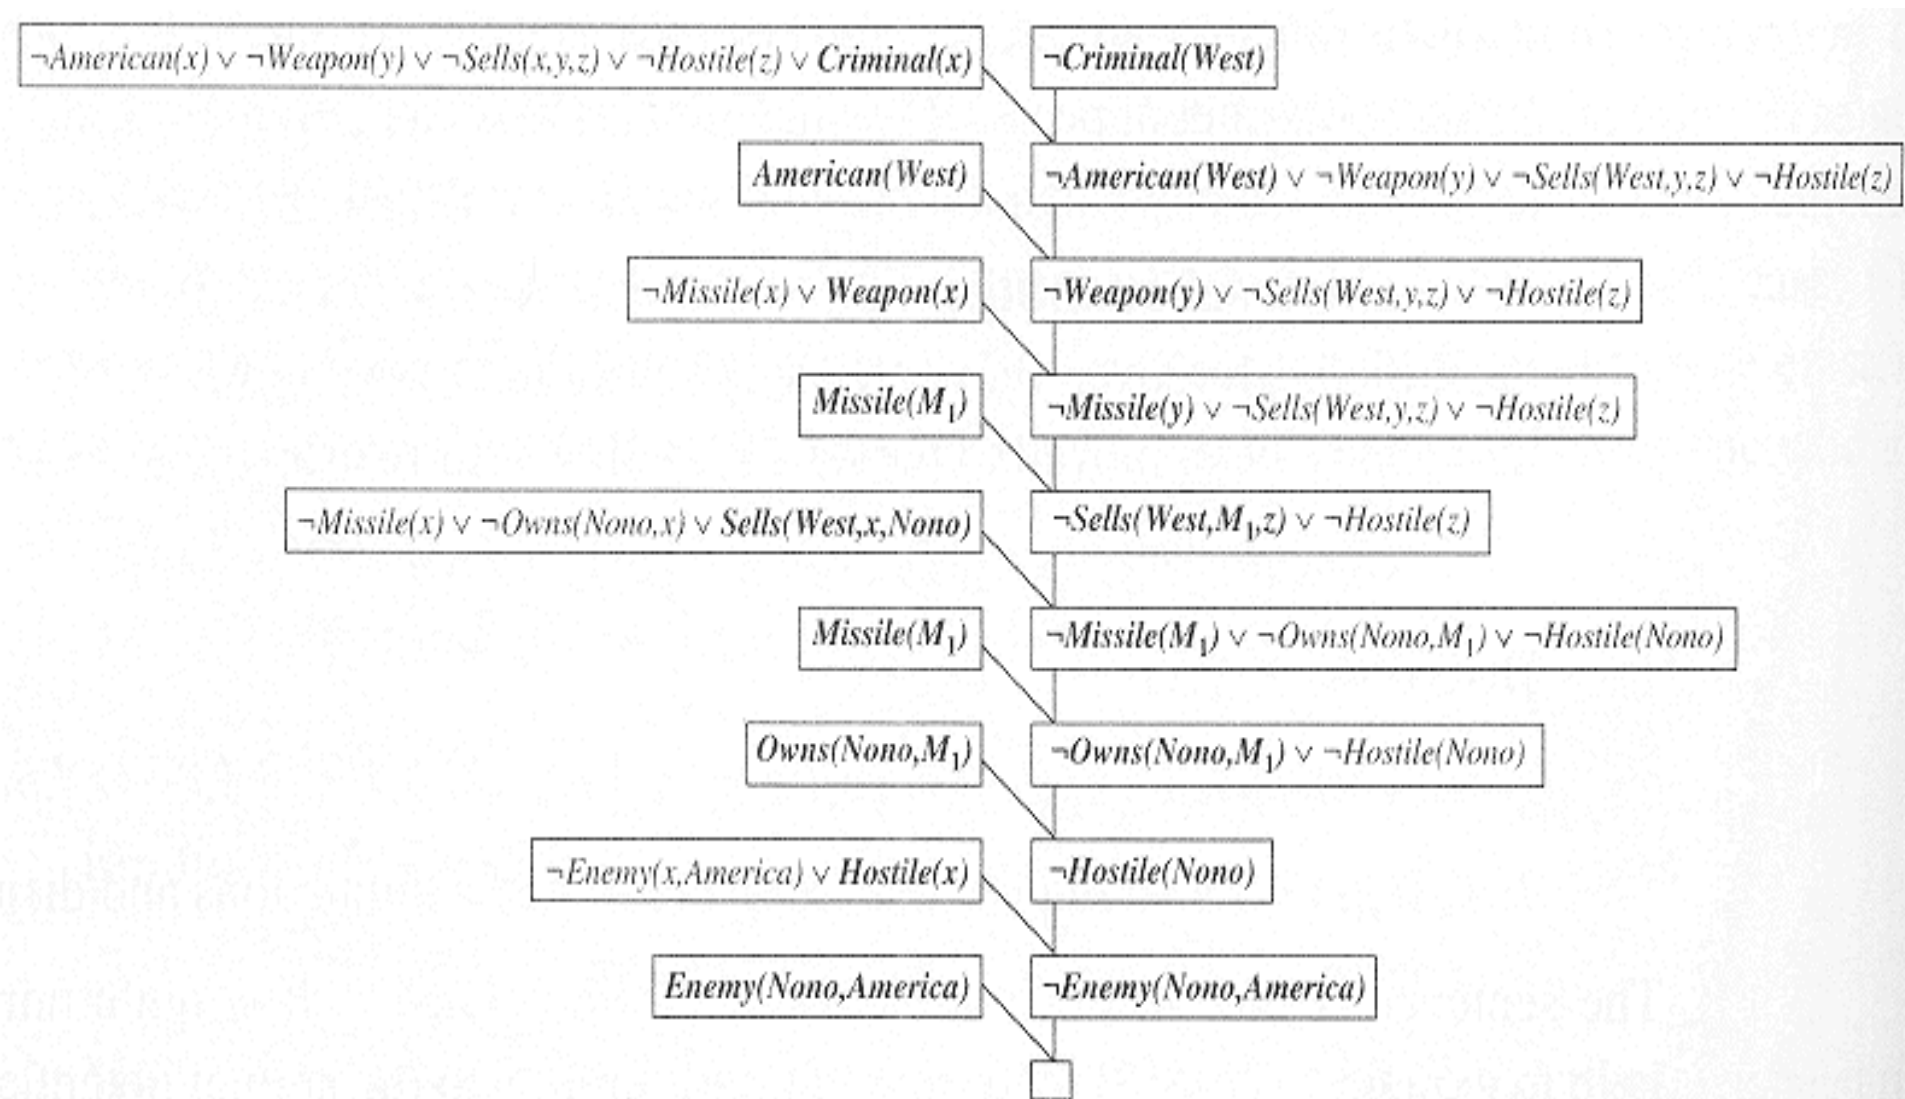 ¬American(x) ∨ ¬Weapon(y) ∨ ¬Sells(x,y,z) ∨ ¬Hostile(z) ∨ Criminal(x) ¬Criminal(West)
American(West) ¬American(West) ∨ ¬Weapon(y) ∨ ¬Sells(West,y,z) ∨ ¬Hostile(z)
¬Missile(x) ∨ Weapon(x) ¬Weapon(y) ∨ ¬Sells(West,y,z) ∨ ¬Hostile(z)
Missile(M₁) ¬Missile(y) ∨ ¬Sells(West,y,z) ∨ ¬Hostile(z)
¬Missile(x) ∨ ¬Owns(Nono,x) ∨ Sells(West,x,Nono) ¬Sells(West,M₁,z) ∨ ¬Hostile(z)
Missile(M₁) ¬Missile(M₁) ∨ ¬Owns(Nono,M₁) ∨ ¬Hostile(Nono)
Owns(Nono,M₁) ¬Owns(Nono,M₁) ∨ ¬Hostile(Nono)
¬Enemy(x,America) ∨ Hostile(x) ¬Hostile(Nono)
Enemy(Nono,America) ¬Enemy(Nono,America)